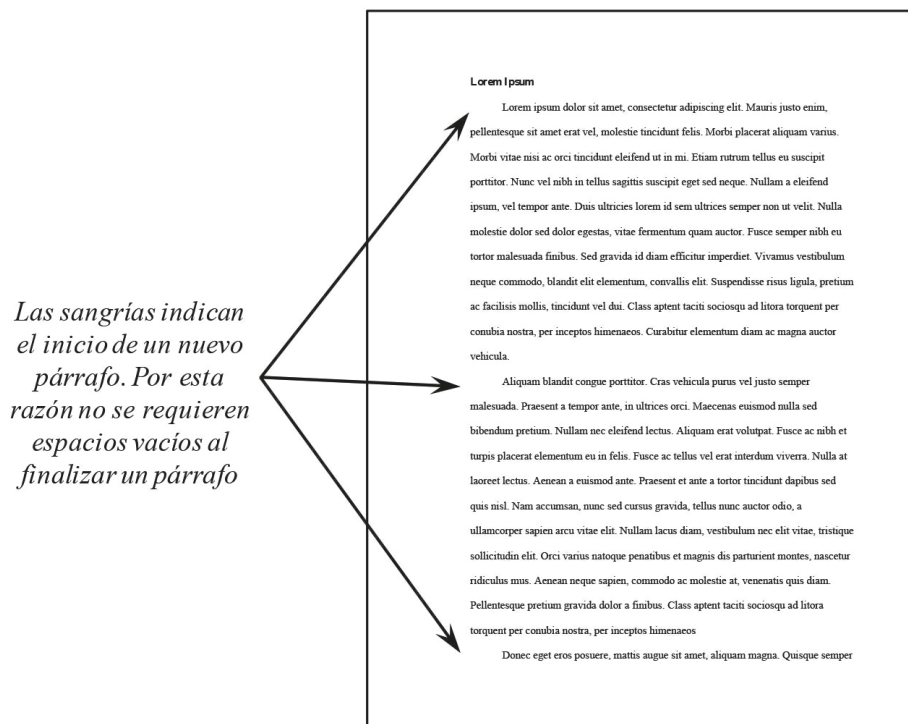 Las sangrías indican
el inicio de un nuevo
párrafo. Por esta
razón no se requieren
espacios vacíos al
finalizar un párrafo
Lorem Ipsum
Lorem ipsum dolor sit amet, consectetur adipiscing elit. Mauris justo enim,
pellentesque sit amet erat vel, molestie tincidunt felis. Morbi placerat aliquam varius.
Morbi vitae nisi ac orci tincidunt eleifend ut in mi. Etiam rutrum tellus eu suscipit
porttitor. Nunc vel nibh in tellus sagittis suscipit eget sed neque. Nullam a eleifend
ipsum, vel tempor ante. Duis ultricies lorem id sem ultrices semper non ut velit. Nulla
molestie dolor sed dolor egestas, vitae fermentum quam auctor. Fusce semper nibh eu
tortor malesuada finibus. Sed gravida id diam efficitur imperdiet. Vivamus vestibulum
neque commodo, blandit elit elementum, convallis elit. Suspendisse risus ligula, pretium
ac facilisis mollis, tincidunt vel dui. Class aptent taciti sociosqu ad litora torquent per
conubia nostra, per inceptos himenaeos. Curabitur elementum diam ac magna auctor
vehicula.
Aliquam blandit congue porttitor. Cras vehicula purus vel justo semper
malesuada. Praesent a tempor ante, in ultrices orci. Maecenas euismod nulla sed
bibendum pretium. Nullam nec eleifend lectus. Aliquam erat volutpat. Fusce ac nibh et
turpis placerat elementum eu in felis. Fusce ac tellus vel erat interdum viverra. Nulla at
laoreet lectus. Aenean a euismod ante. Praesent et ante a tortor tincidunt dapibus sed
quis nisl. Nam accumsan, nunc sed cursus gravida, tellus nunc auctor odio, a
ullamcorper sapien arcu vitae elit. Nullam lacus diam, vestibulum nec elit vitae, tristique
sollicitudin elit. Orci varius natoque penatibus et magnis dis parturient montes, nascetur
ridiculus mus. Aenean neque sapien, commodo ac molestie at, venenatis quis diam.
Pellentesque pretium gravida dolor a finibus. Class aptent taciti sociosqu ad litora
torquent per conubia nostra, per inceptos himenaeos
Donec eget eros posuere, mattis augue sit amet, aliquam magna. Quisque semper